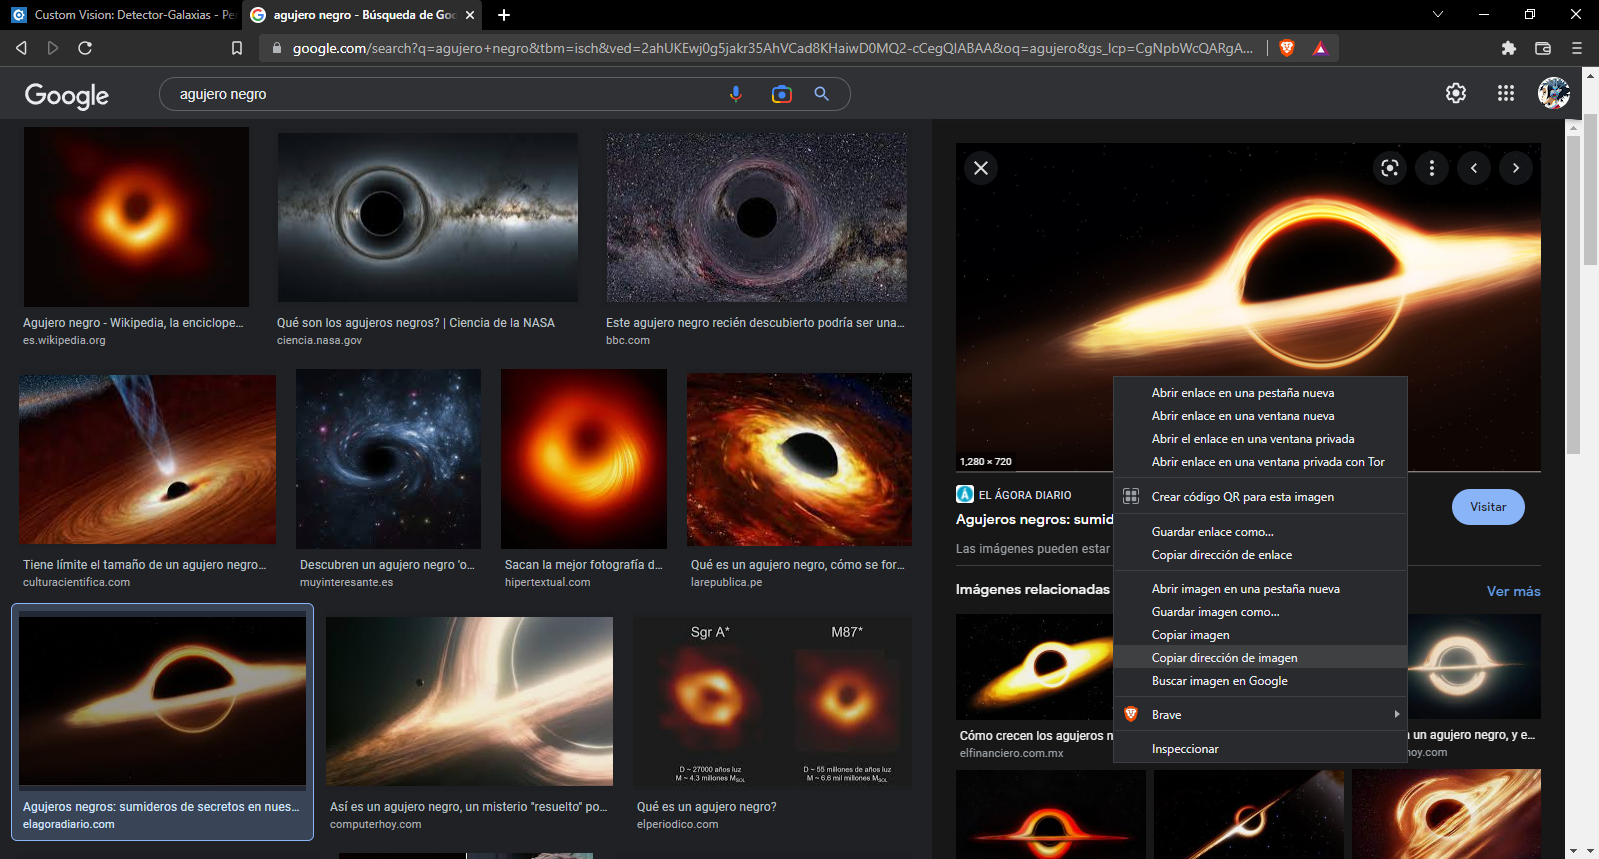 Custom Vision: Detector-Galaxias - Pe
agujero negro - Búsqueda de Goo
google.com/search?q=agujero+negro&tbm=isch&ved=2ahUKEwj0g5jakr35AhVCad8KHaiwD0MQ2-cCegQIABAA&oq=agujero&gs_lcp=CgNpbWcQARgA...
Google
agujero negro
Agujero negro - Wikipedia, la enciclope...
es.wikipedia.org
Qué son los agujeros negros? | Ciencia de la NASA
ciencia.nasa.gov
Este agujero negro recién descubierto podría ser una...
bbc.com
Tiene límite el tamaño de un agujero negro...
culturacientifica.com
Descubren un agujero negro 'o...
muyinteresante.es
Sacan la mejor fotografía d...
hipertextual.com
Qué es un agujero negro, cómo se for...
larepublica.pe
Agujeros negros: sumideros de secretos en nues...
elagoradiario.com
Así es un agujero negro, un misterio "resuelto" po...
computerhoy.com
Sgr A*
M87*
D ~ 27000 años luz
M ~ 4.3 millones MSOL
D ~ 55 millones de años luz
M ~ 6.6 mil millones MSOL
Qué es un agujero negro?
elperiodico.com
1,280 × 720
EL ÁGORA DIARIO
Agujeros negros: sumid
Las imágenes pueden estar
Visitar
Imágenes relacionadas
Ver más
Cómo crecen los agujeros n
elfinanciero.com.mx
un agujero negro, y e...
hoy.com
Abrir enlace en una pestaña nueva
Abrir enlace en una ventana nueva
Abrir el enlace en una ventana privada
Abrir enlace en una ventana privada con Tor
Crear código QR para esta imagen
Guardar enlace como...
Copiar dirección de enlace
Abrir imagen en una pestaña nueva
Guardar imagen como...
Copiar imagen
Copiar dirección de imagen
Buscar imagen en Google
Brave
Inspeccionar